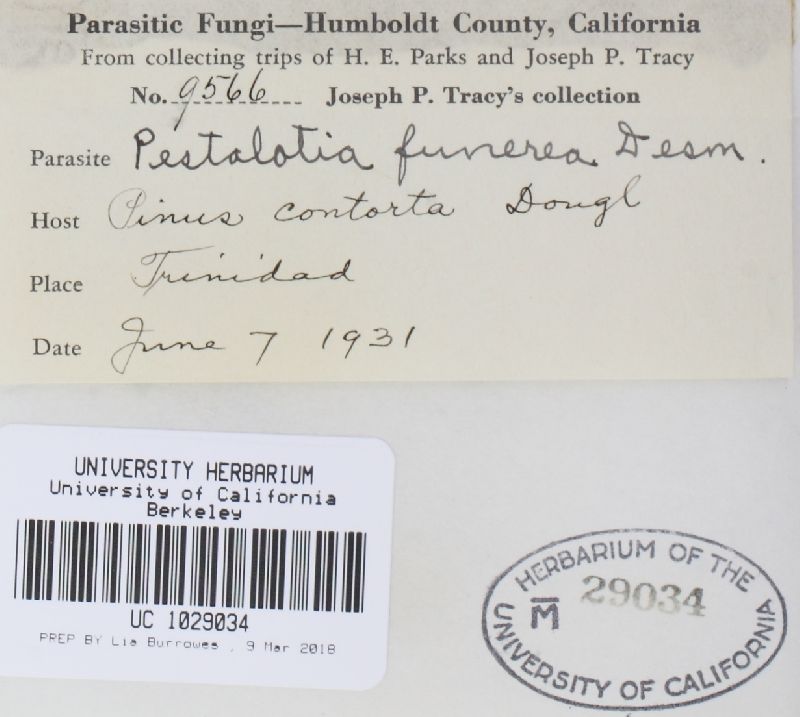 Parasitic Fungi—Humboldt County, California
From collecting trips of H. E. Parks and Joseph P. Tracy
No. 9566 Joseph P. Tracy's collection
Parasite Pestalotia funerea Desm.
Host Pinus contorta Dougl
Place Trinidad
Date June 7 1931
UNIVERSITY HERBARIUM
University of California
Berkeley
UC 1029034
PREP BY Lia Burrowes , 9 Mar 2018
HERBARIUM OF THE
29034
M
UNIVERSITY OF CALIFORNIA